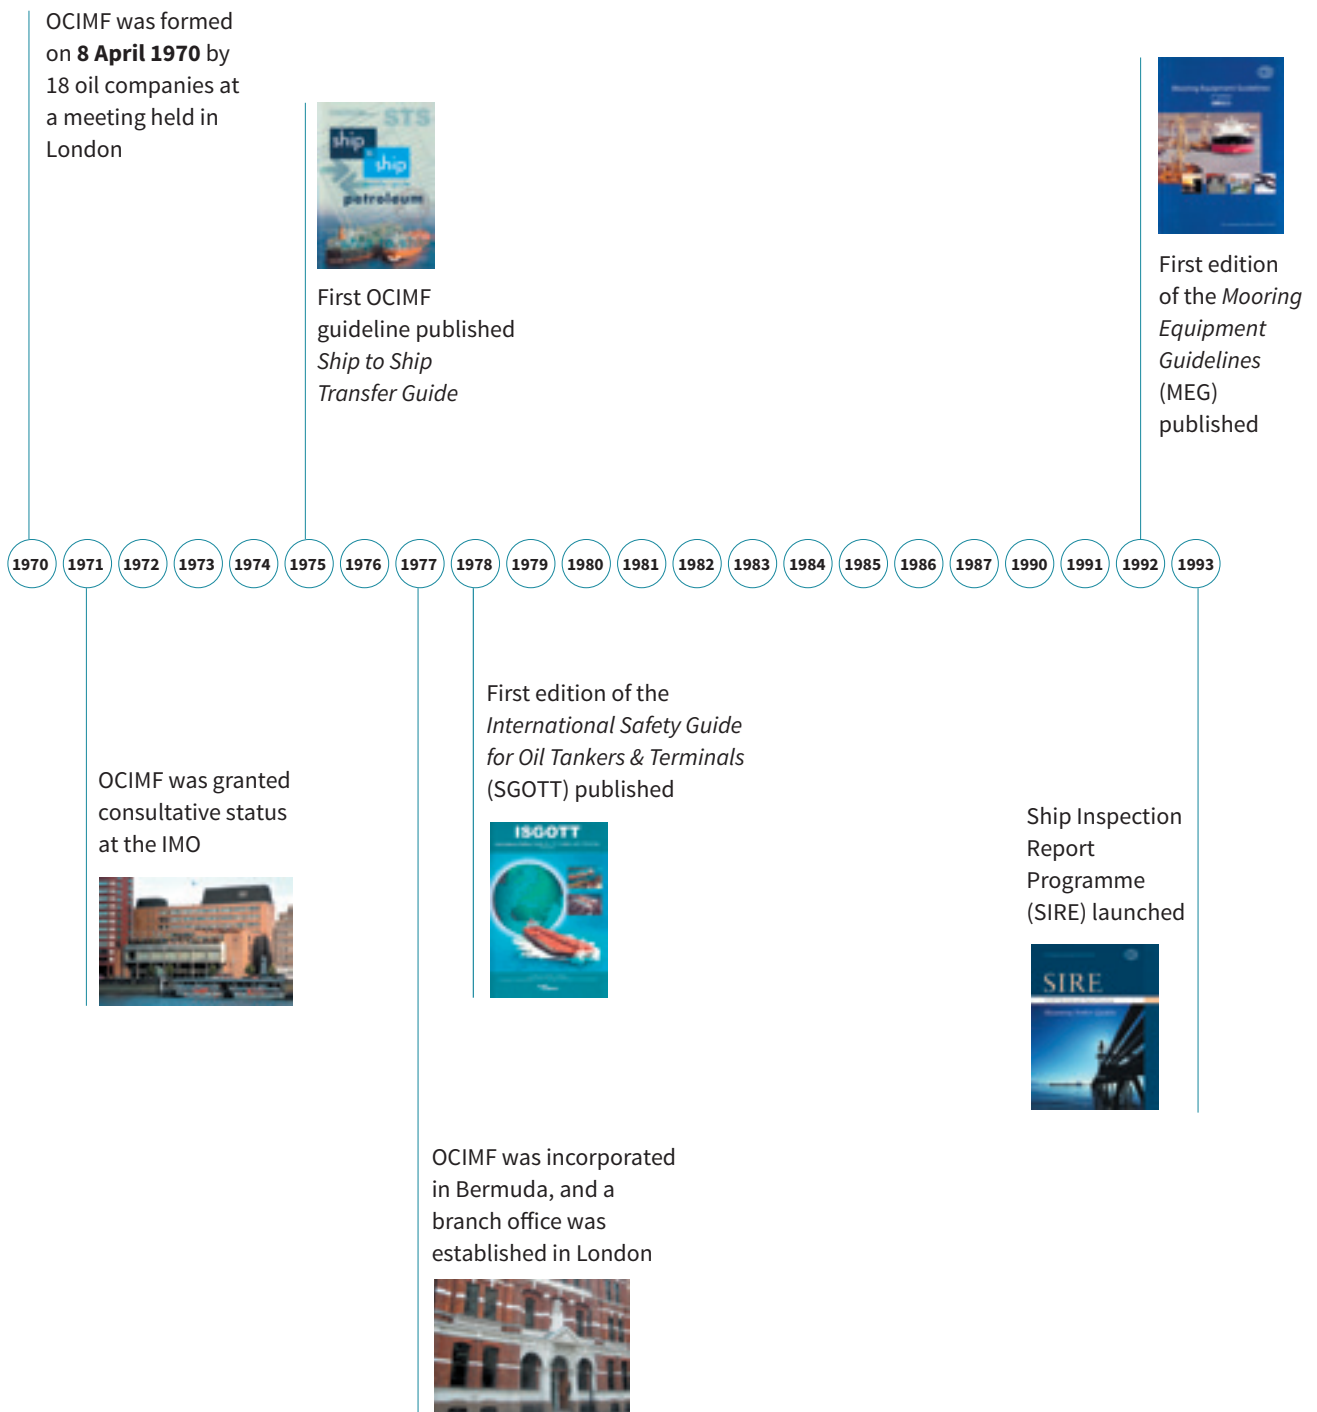 OCIMF was formed
on 8 April 1970 by
18 oil companies at
a meeting held in
London
STS
ship
to
ship
petroleum
First OCIMF
guideline published
Ship to Ship
Transfer Guide
Mooring Equipment Guidelines
First edition
of the Mooring
Equipment
Guidelines
(MEG)
published
1970 1971 1972 1973 1974 1975 1976 1977 1978 1979 1980 1981 1982 1983 1984 1985 1986 1987 1990 1991 1992 1993
OCIMF was granted
consultative status
at the IMO
First edition of the
International Safety Guide
for Oil Tankers & Terminals
(SGOTT) published
ISGOTT
Ship Inspection
Report
Programme
(SIRE) launched
SIRE
OCIMF was incorporated
in Bermuda, and a
branch office was
established in London